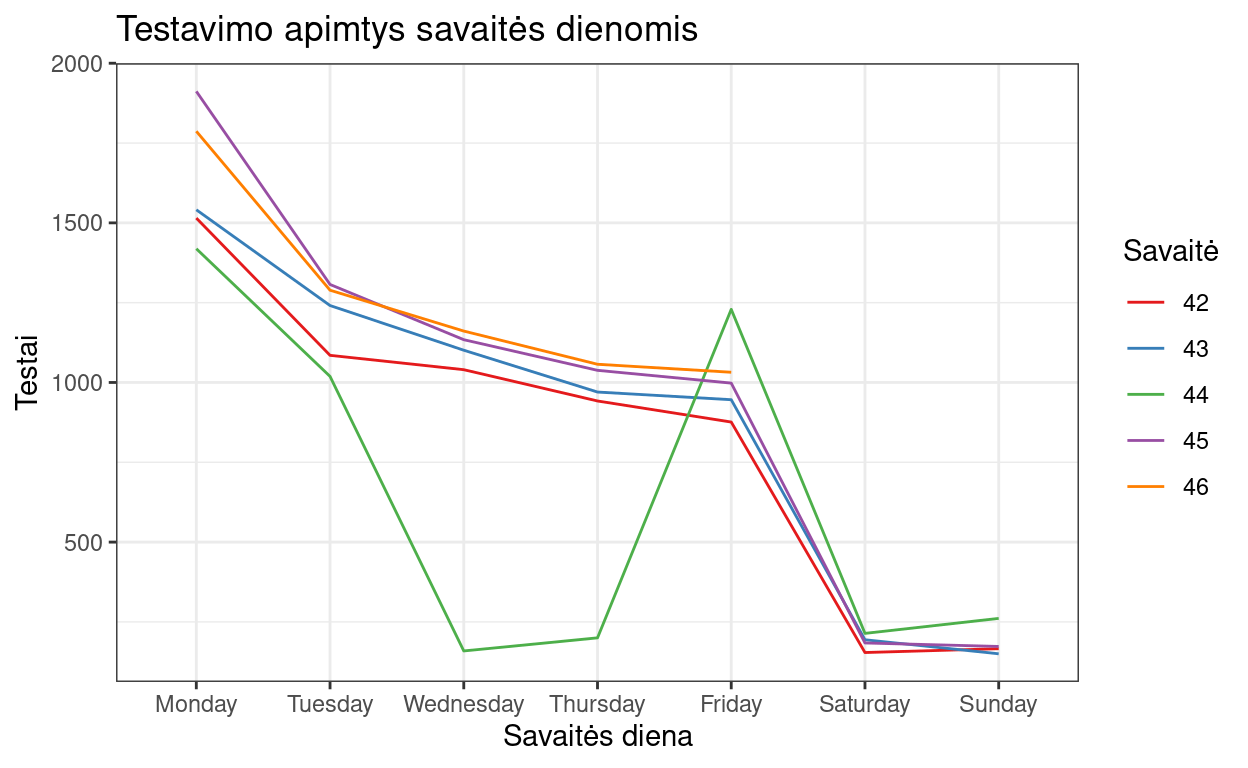 Testavimo apimtys savaitės dienomis
2000
1500
1000
500
Testai
Monday Tuesday Wednesday Thursday Friday Saturday Sunday
Savaitės diena
Savaitė
42
43
44
45
46